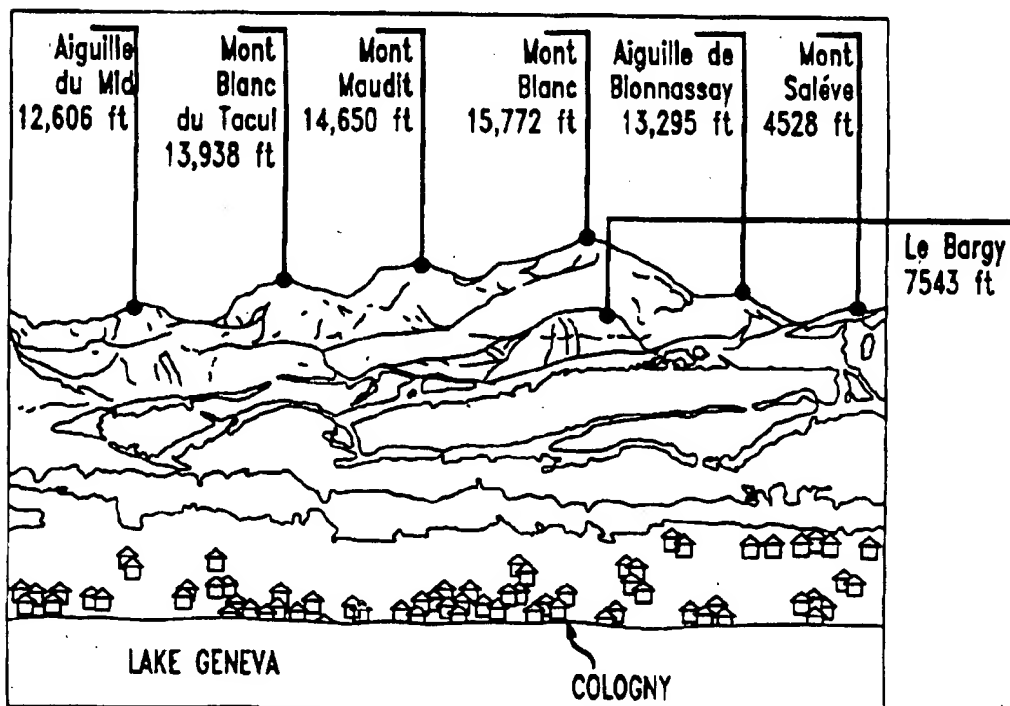 Aiguille
du Mid
12,606 ft
Mont
Blanc
du Tacul
13,938 ft
Mont
Maudit
14,650 ft
Mont
Blanc
15,772 ft
Aiguille de
Bionnassay
13,295 ft
Mont
Saléve
4528 ft
Le Bargy
7543 ft
LAKE GENEVA
COLOGNY